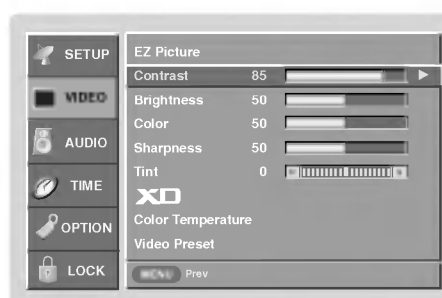 SETUP
VIDEO
AUDIO
TIME
OPTION
LOCK
EZ Picture
Contrast 85
Brightness 50
Color 50
Sharpness 50
Tint 0
XD
Color Temperature
Video Preset
MENU Prev